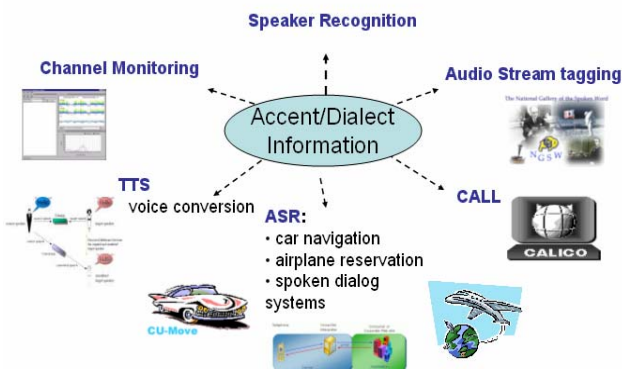 Speaker Recognition
Channel Monitoring
Audio Stream tagging
The National Gallery of the Spoken Word
Accent/Dialect
Information
NGSW
TTS
voice conversion
ASR:
• car navigation
• airplane reservation
• spoken dialog
systems
CALL
CALICO
CU-Move